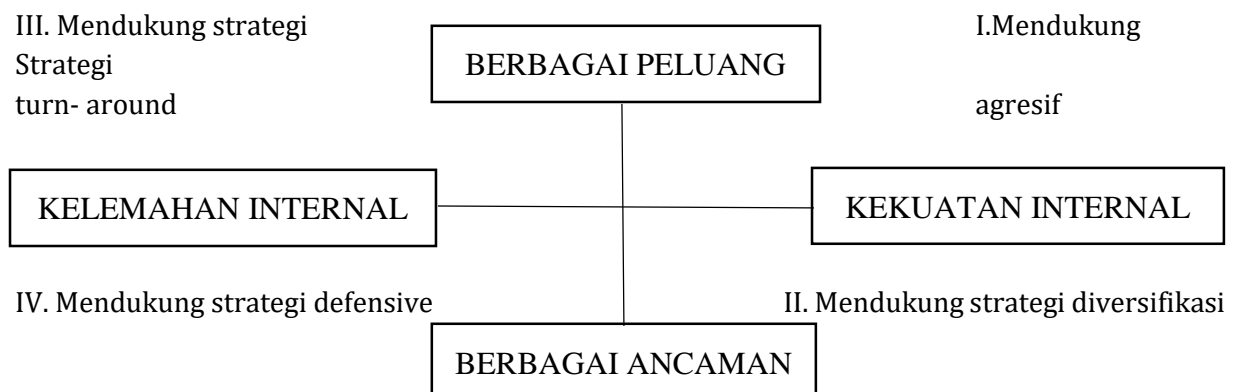 III. Mendukung strategi I.Mendukung
Strategi
BERBAGAI PELUANG
turn- around agresif
KELEMAHAN INTERNAL KEKUATAN INTERNAL
IV. Mendukung strategi defensive II. Mendukung strategi diversifikasi
BERBAGAI ANCAMAN